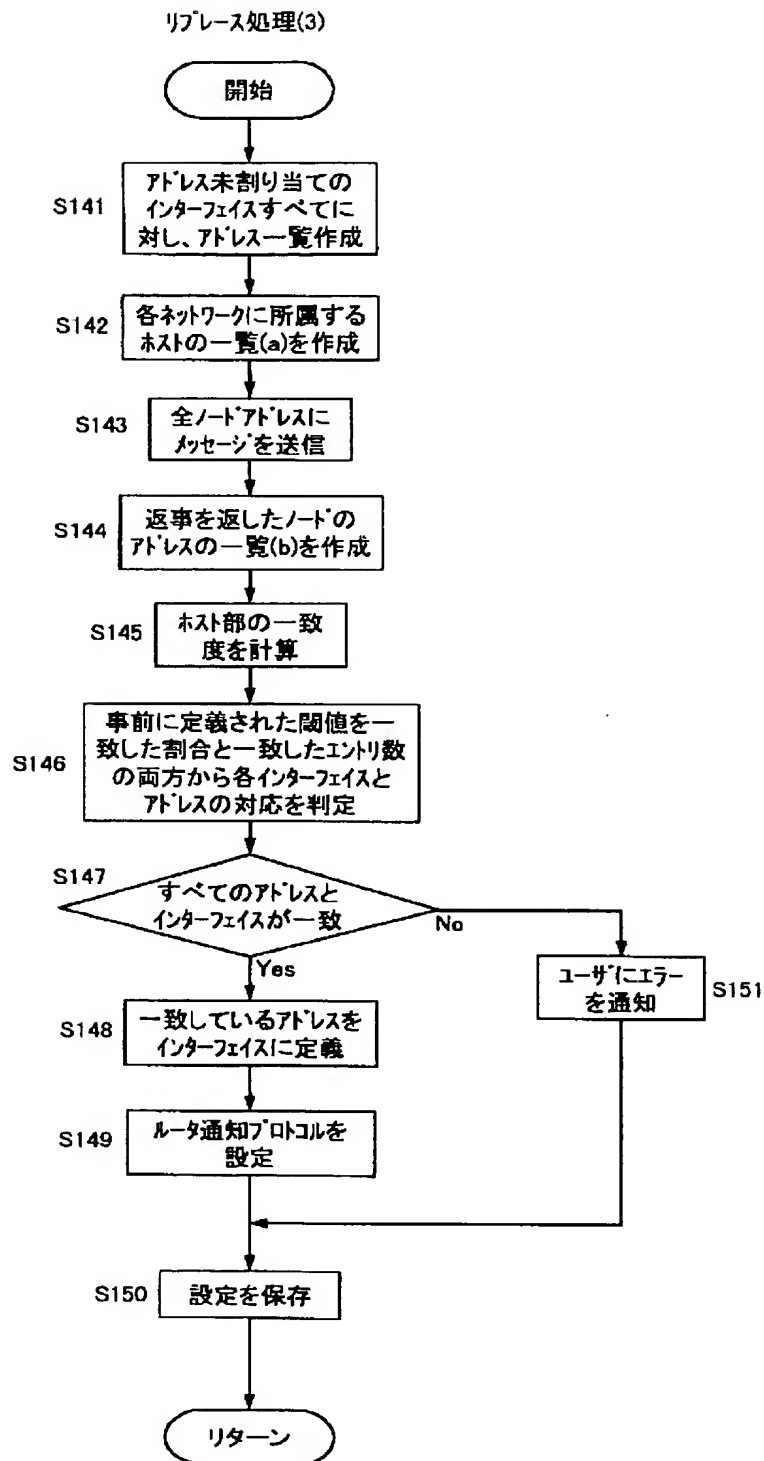 リプレース処理(3)
開始
S141
アドレス未割り当ての
インターフェイスすべてに
対し、アドレス一覧作成
S142
各ネットワークに所属する
ホストの一覧(a)を作成
S143
全ノードアドレスに
メッセージを送信
S144
返事を返したノードの
アドレスの一覧(b)を作成
S145
ホスト部の一致
度を計算
S146
事前に定義された閾値を一
致した割合と一致したエントリ数
の両方から各インターフェイスと
アドレスの対応を判定
S147
すべてのアドレスと
インターフェイスが一致
No
Yes
ユーザにエラー
を通知
S151
S148
一致しているアドレスを
インターフェイスに定義
S149
ルータ通知プロトコルを
設定
S150
設定を保存
リターン